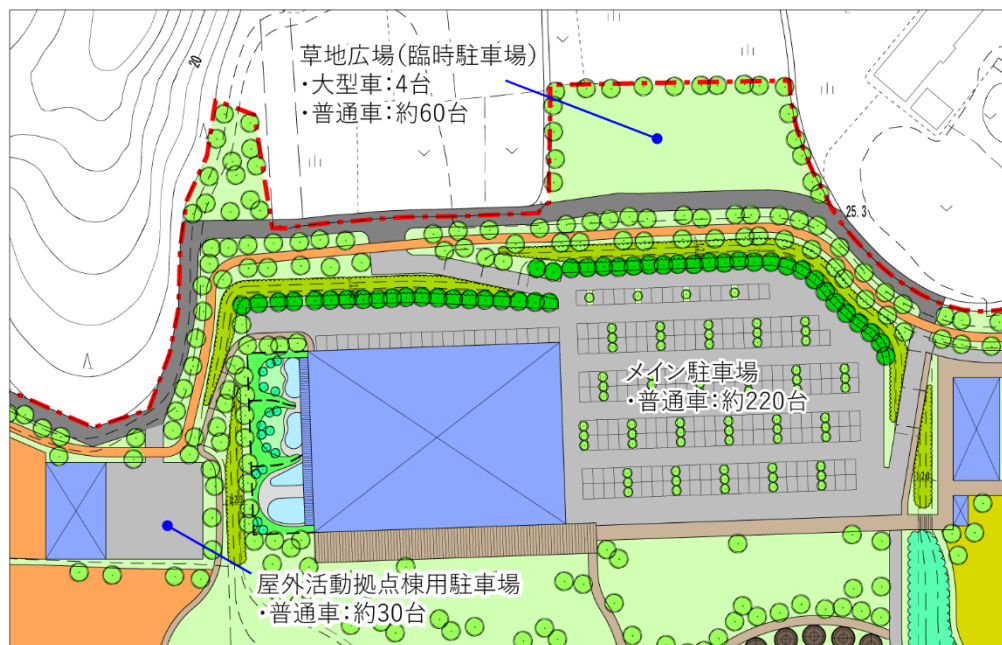 草地広場(臨時駐車場)
・大型車：4台
・普通車：約60台
20
25.3
メイン駐車場
・普通車：約220台
屋外活動拠点棟用駐車場
・普通車：約30台